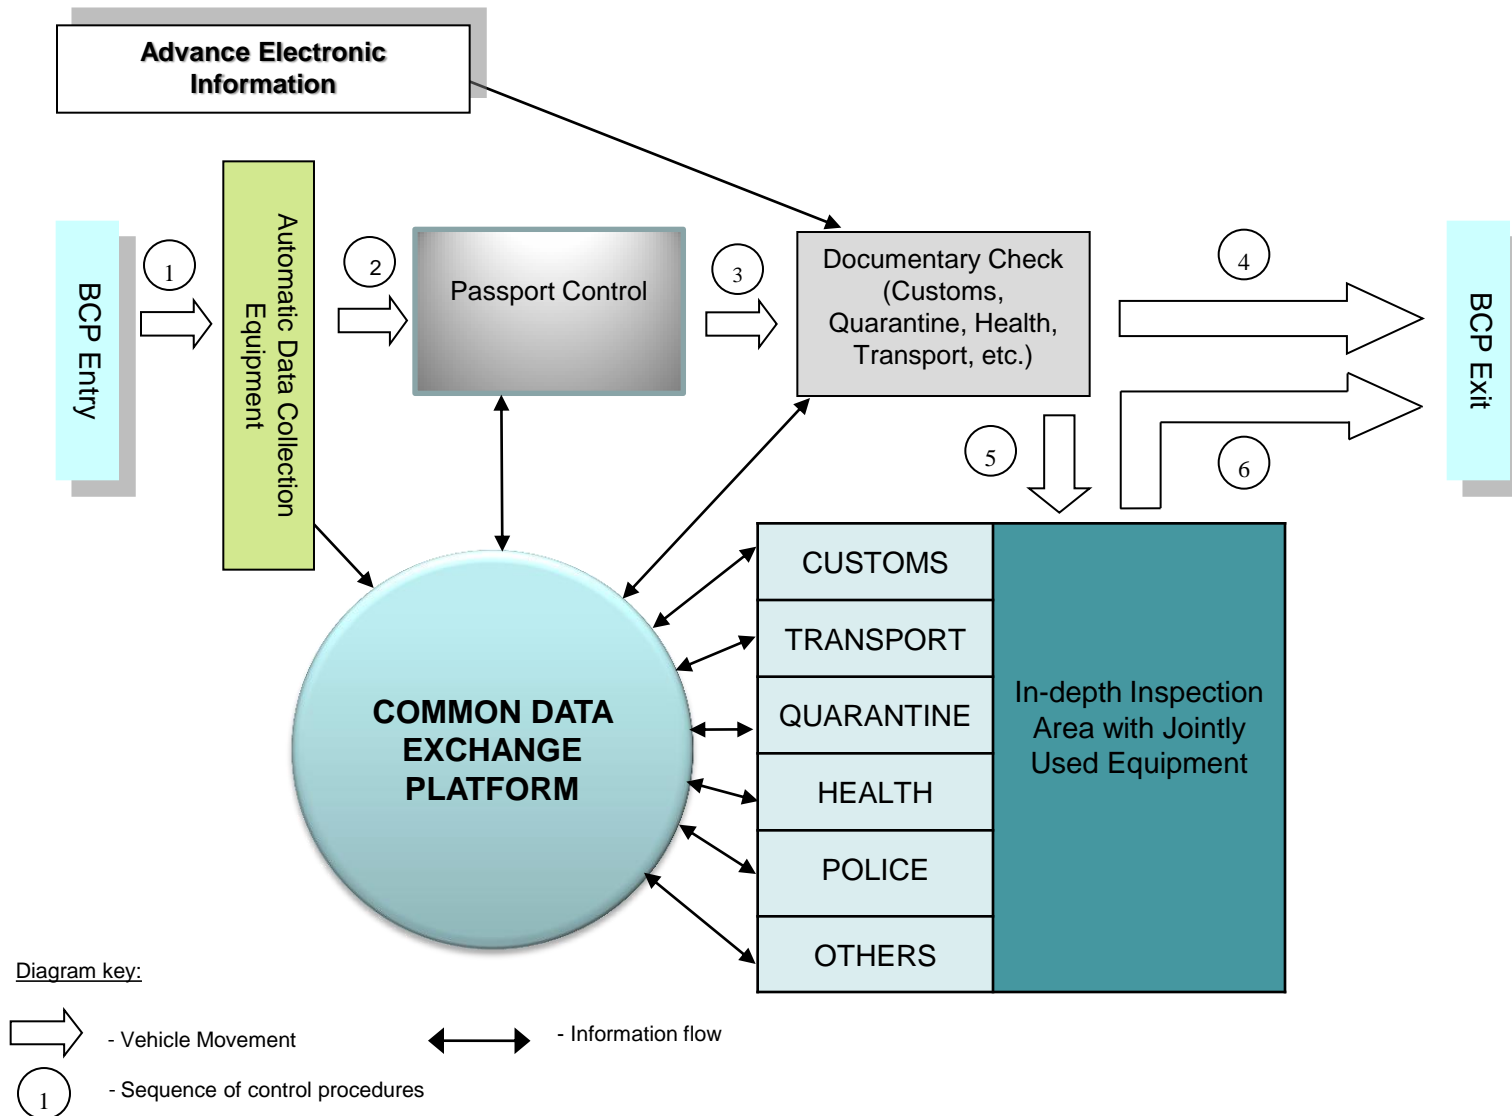 Advance Electronic
Information
BCP Entry
1
Automatic Data Collection
Equipment
2
Passport Control
3
Documentary Check
(Customs,
Quarantine, Health,
Transport, etc.)
4
BCP Exit
5
6
COMMON DATA
EXCHANGE
PLATFORM
CUSTOMS
TRANSPORT
QUARANTINE
HEALTH
POLICE
OTHERS
In-depth Inspection
Area with Jointly
Used Equipment
Diagram key:
- Vehicle Movement
- Information flow
1
- Sequence of control procedures